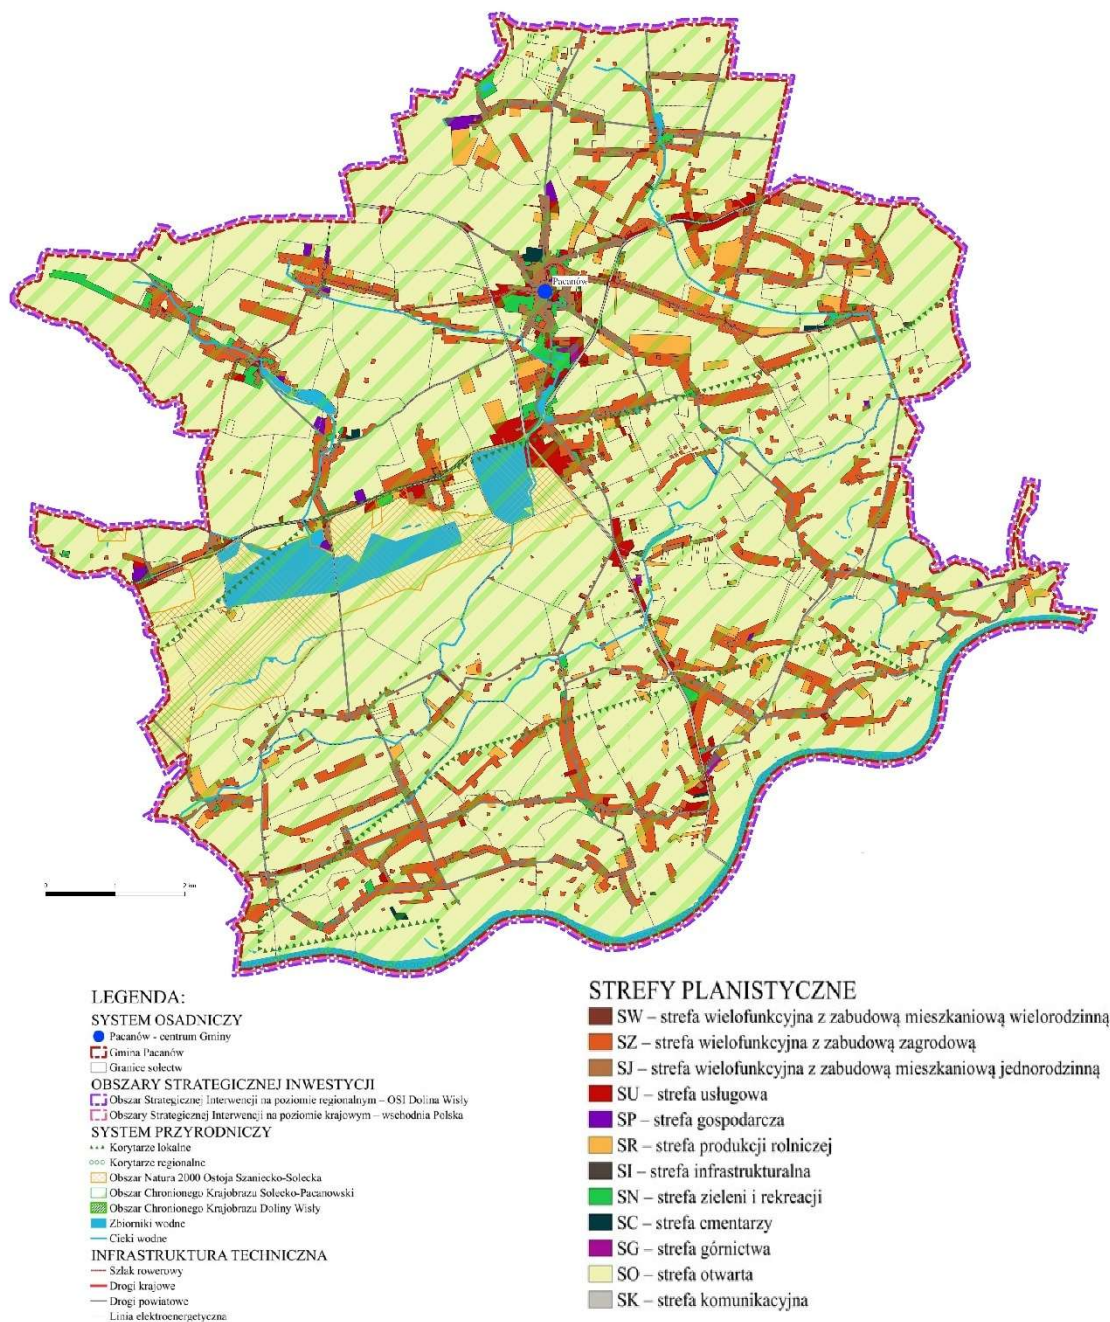 Pacanów
0
2 km
LEGENDA:
SYSTEM OSADNICZY
Pacanów - centrum Gminy
Gmina Pacanów
Granice sołectw
OBSZARY STRATEGICZNEJ INWESTYCJI
Obszar Strategicznej Interwencji na poziomie regionalnym – OSI Dolina Wisły
Obszary Strategicznej Interwencji na poziomie krajowym – wschodnia Polska
SYSTEM PRZYRODNICZY
Korytarze lokalne
Korytarze regionalne
Obszar Natura 2000 Ostoja Szaniecko-Solecka
Obszar Chronionego Krajobrazu Solecko-Pacanowski
Obszar Chronionego Krajobrazu Doliny Wisły
Zbiorniki wodne
Cieki wodne
INFRASTRUKTURA TECHNICZNA
Szlak rowerowy
Drogi krajowe
Drogi powiatowe
Linia elektroenergetyczna
STREFY PLANISTYCZNE
SW – strefa wielofunkcyjna z zabudową mieszkaniową wielorodzinną
SZ – strefa wielofunkcyjna z zabudową zagrodową
SJ – strefa wielofunkcyjna z zabudową mieszkaniową jednorodzinną
SU – strefa usługowa
SP – strefa gospodarcza
SR – strefa produkcji rolniczej
SI – strefa infrastrukturalna
SN – strefa zieleni i rekreacji
SC – strefa cmentarzy
SG – strefa górnictwa
SO – strefa otwarta
SK – strefa komunikacyjna